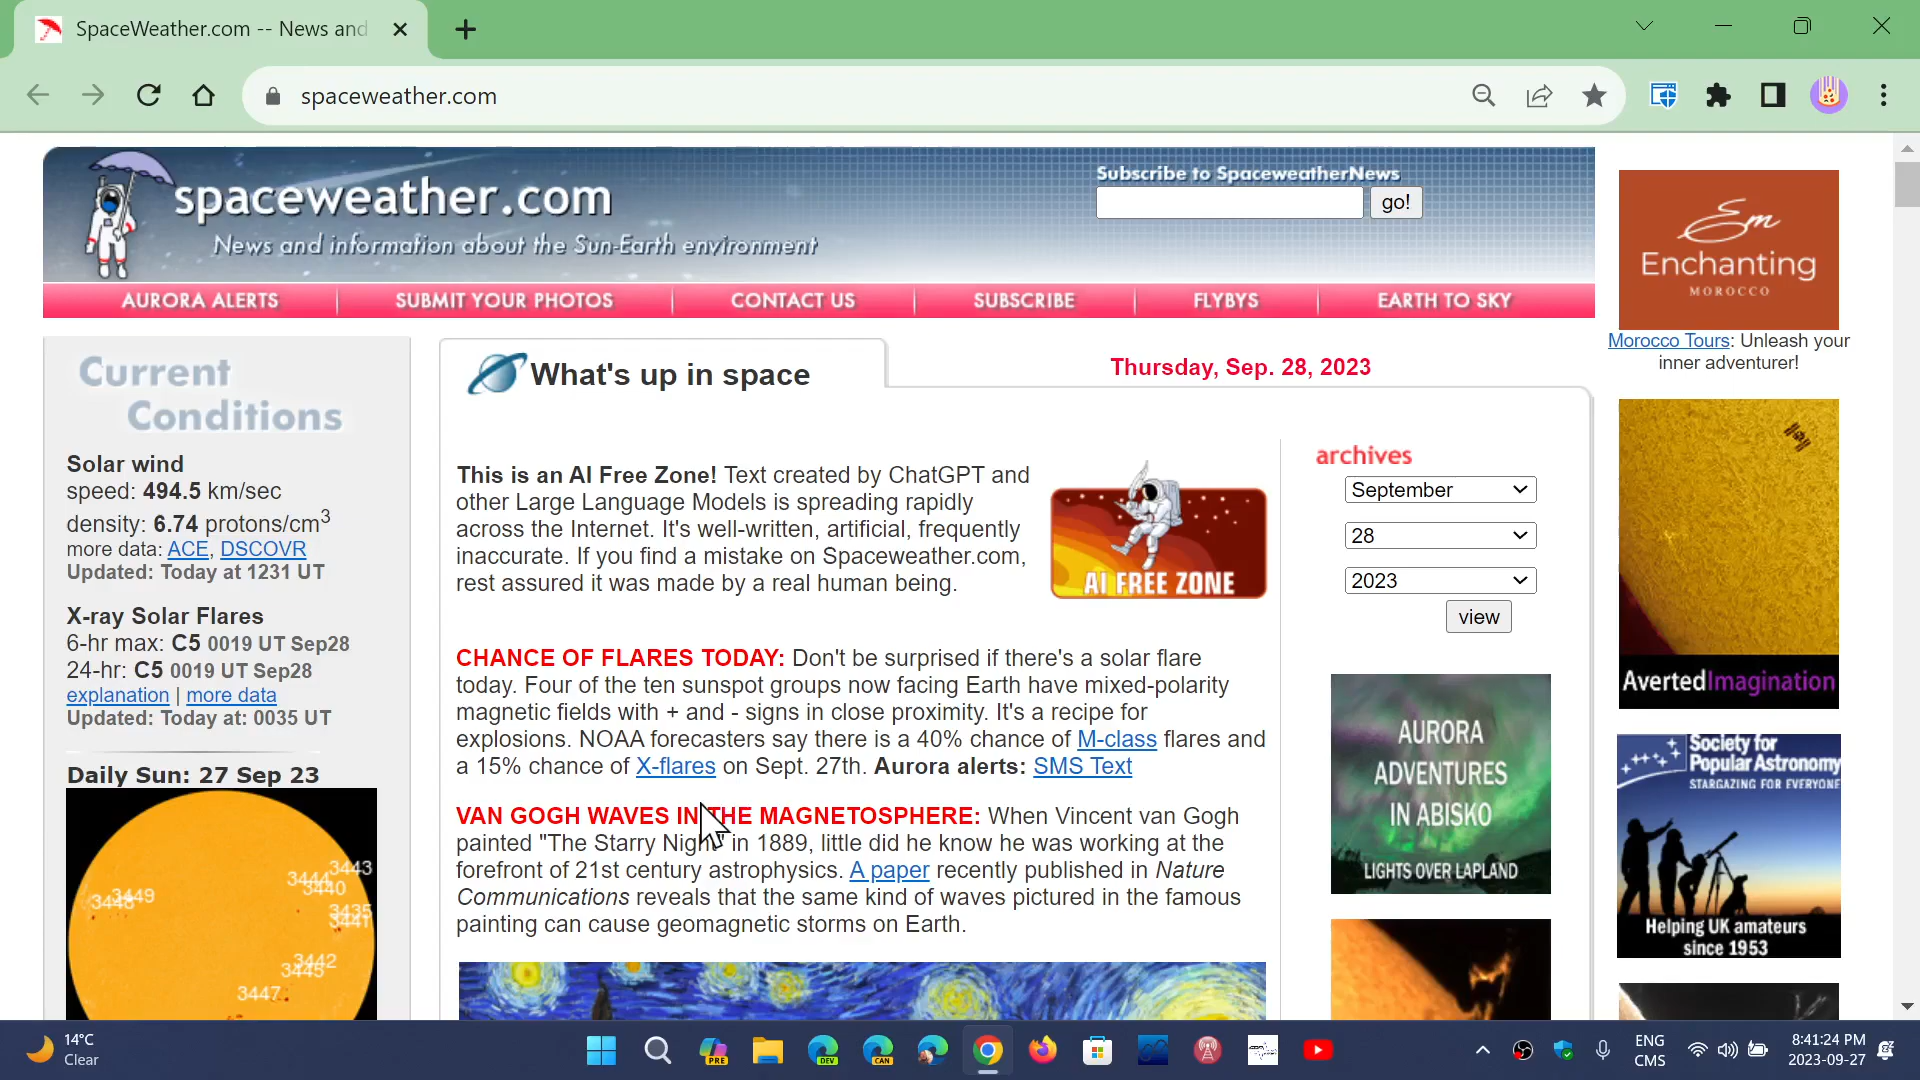 SpaceWeather.com -- News and
spaceweather.com
spaceweather.com
News and information about the Sun-Earth environment
Subscribe to SpaceweatherNews
go!
AURORA ALERTS
SUBMIT YOUR PHOTOS
CONTACT US
SUBSCRIBE
FLYBYS
EARTH TO SKY
Current
Conditions
Solar wind
speed: 494.5 km/sec
density: 6.74 protons/cm3
more data: ACE, DSCOVR
Updated: Today at 1231 UT
X-ray Solar Flares
6-hr max: C5 0019 UT Sep28
24-hr: C5 0019 UT Sep28
explanation | more data
Updated: Today at: 0035 UT
Daily Sun: 27 Sep 23
3443
3444
3440
3449
3435
3441
3442
3445
3447
What's up in space
Thursday, Sep. 28, 2023
This is an AI Free Zone! Text created by ChatGPT and
other Large Language Models is spreading rapidly
across the Internet. It's well-written, artificial, frequently
inaccurate. If you find a mistake on Spaceweather.com,
rest assured it was made by a real human being.
AI FREE ZONE
CHANCE OF FLARES TODAY: Don't be surprised if there's a solar flare
today. Four of the ten sunspot groups now facing Earth have mixed-polarity
magnetic fields with + and - signs in close proximity. It's a recipe for
explosions. NOAA forecasters say there is a 40% chance of M-class flares and
a 15% chance of X-flares on Sept. 27th. Aurora alerts: SMS Text
VAN GOGH WAVES IN THE MAGNETOSPHERE: When Vincent van Gogh
painted "The Starry Night" in 1889, little did he know he was working at the
forefront of 21st century astrophysics. A paper recently published in Nature
Communications reveals that the same kind of waves pictured in the famous
painting can cause geomagnetic storms on Earth.
archives
September
28
2023
view
AURORA
ADVENTURES
IN ABISKO
LIGHTS OVER LAPLAND
Em
Enchanting
MOROCCO
Morocco Tours: Unleash your
inner adventurer!
AvertedImagination
Society for
Popular Astronomy
STARGAZING FOR EVERYONE
Helping UK amateurs
since 1953
14°C
Clear
PRE
DEV
CAN
ENG
CMS
8:41:24 PM
2023-09-27